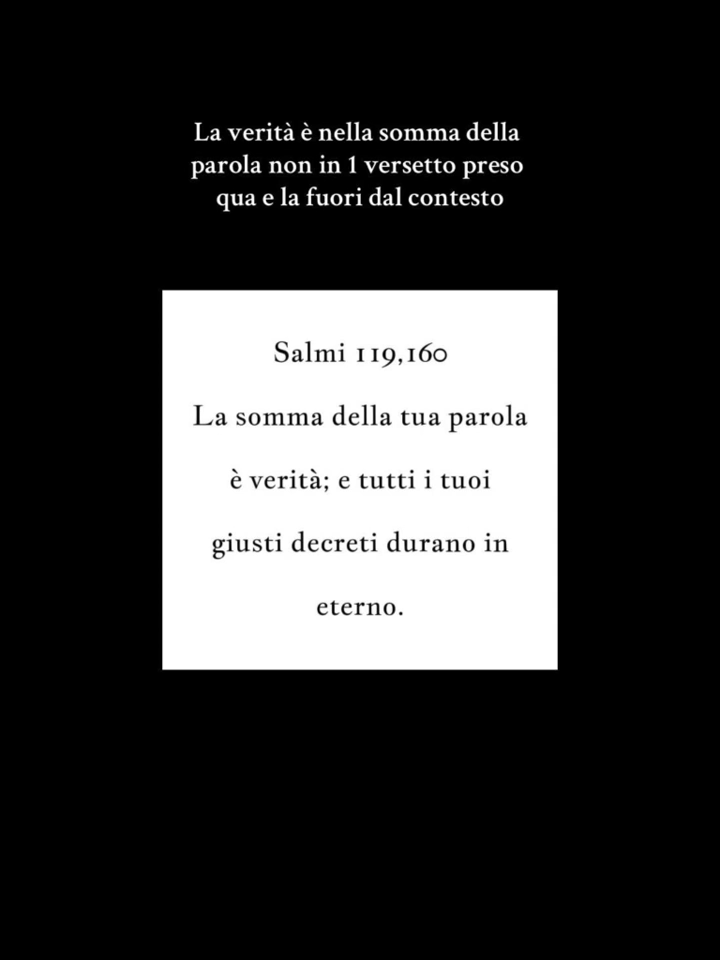 La verità è nella somma della
parola non in 1 versetto preso
qua e la fuori dal contesto
Salmi 119,160
La somma della tua parola
è verità; e tutti i tuoi
giusti decreti durano in
eterno.